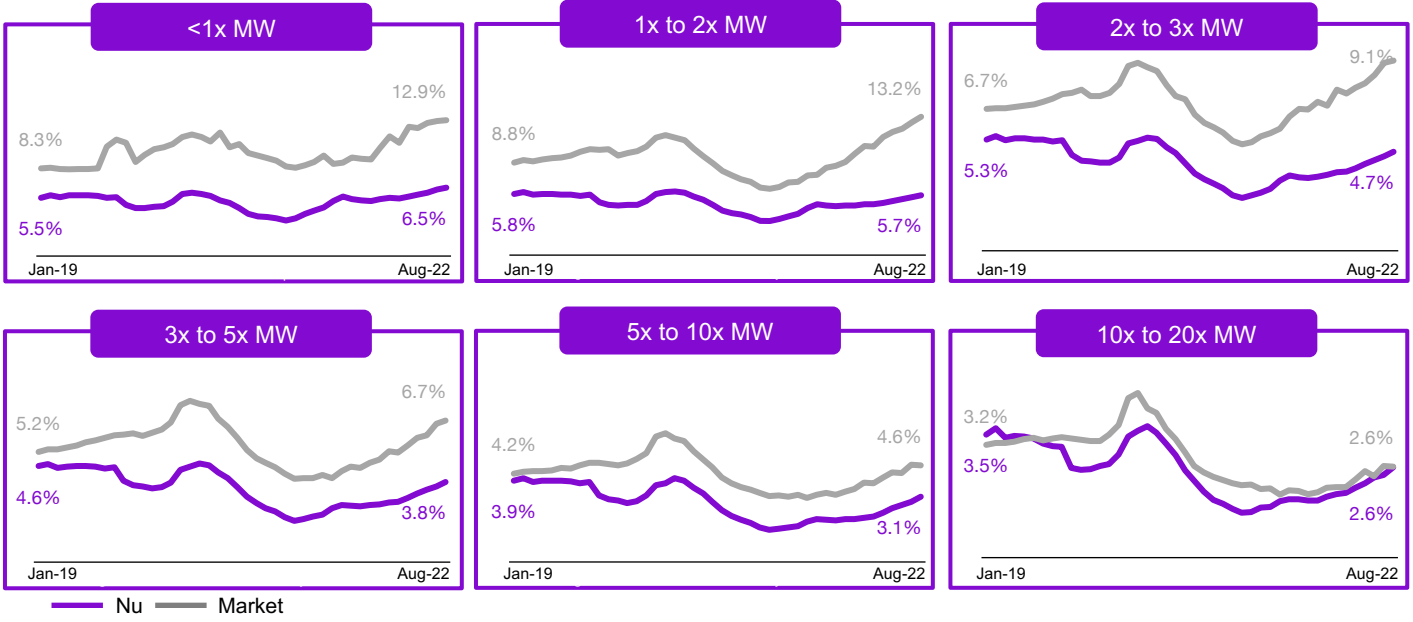 <1x MW
12.9%
8.3%
5.5%
6.5%
Jan-19
Aug-22
1x to 2x MW
13.2%
8.8%
5.8%
5.7%
Jan-19
Aug-22
2x to 3x MW
9.1%
6.7%
5.3%
4.7%
Jan-19
Aug-22
3x to 5x MW
6.7%
5.2%
4.6%
3.8%
Jan-19
Aug-22
5x to 10x MW
4.6%
4.2%
3.9%
3.1%
Jan-19
Aug-22
10x to 20x MW
3.2%
2.6%
3.5%
2.6%
Jan-19
Aug-22
Nu Market